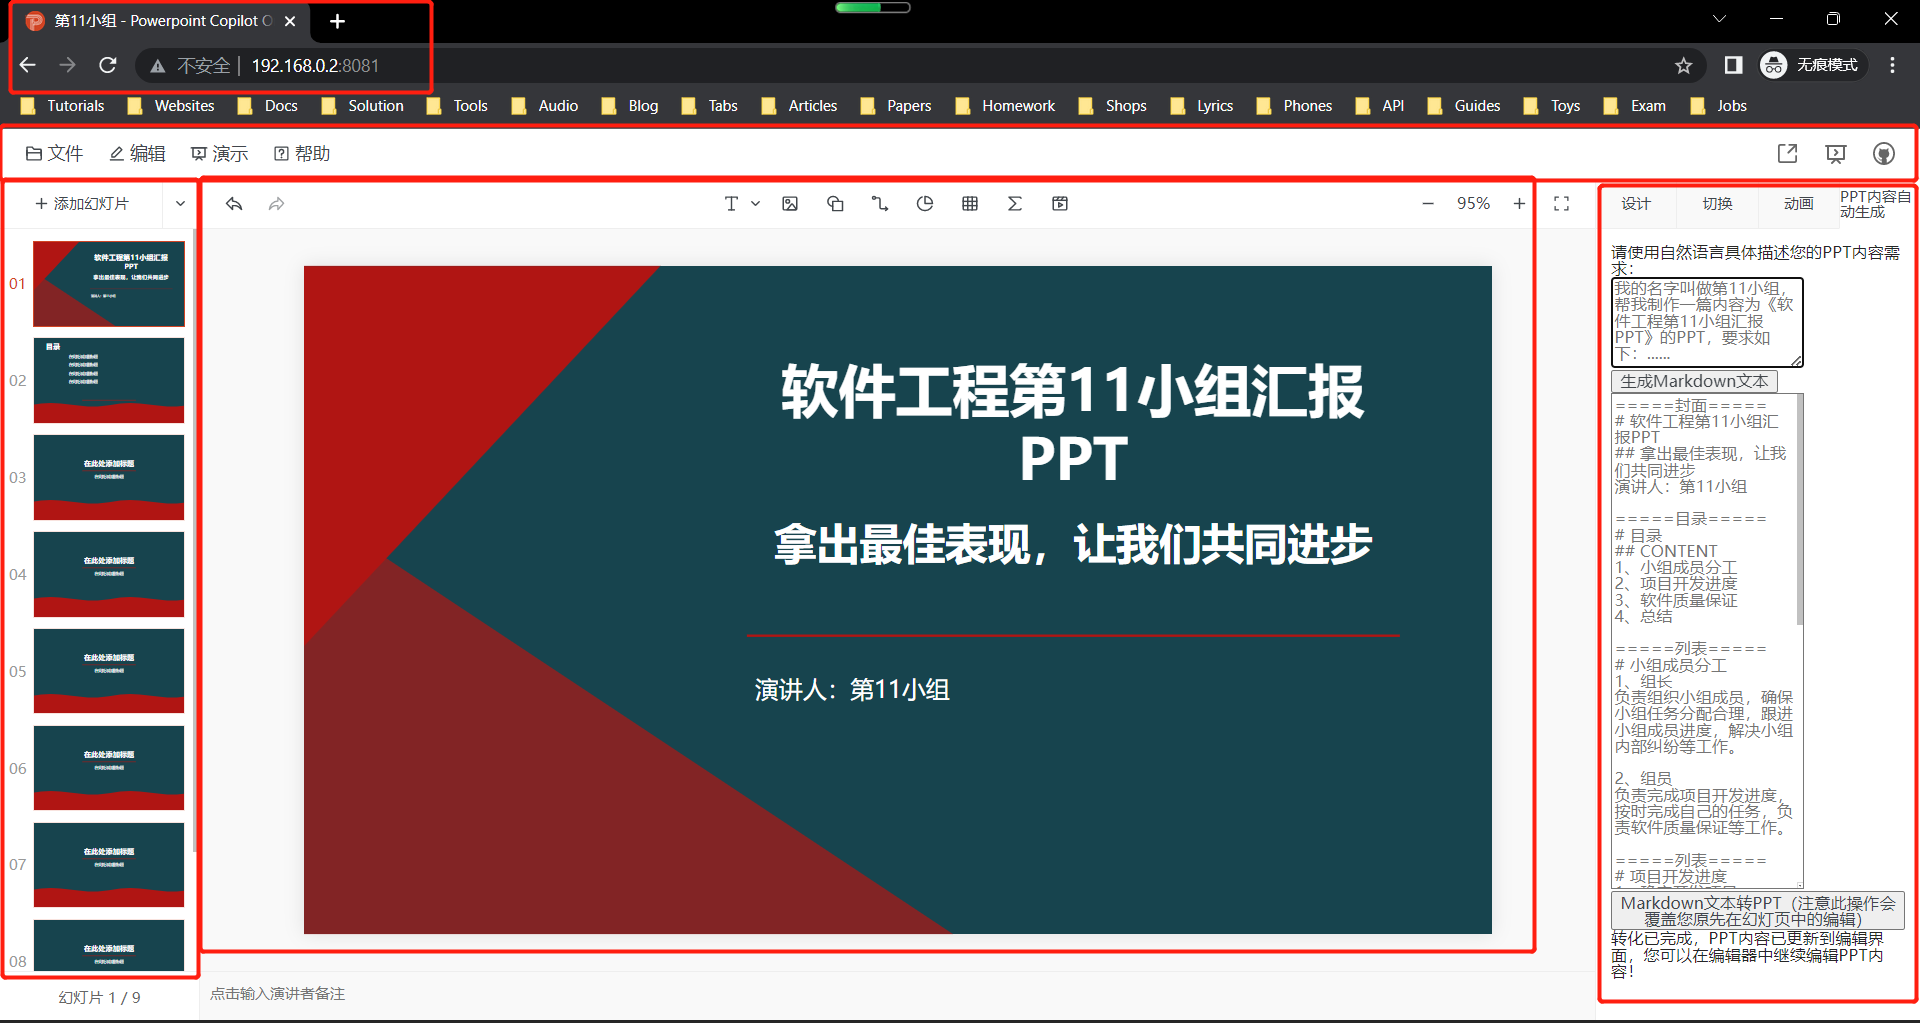 第11小组 - Powerpoint Copilot O
不安全 192.168.0.2:8081
无痕模式
Tutorials Websites Docs Solution Tools Audio Blog Tabs Articles Papers Homework Shops Lyrics Phones API Guides Toys Exam Jobs
文件 编辑 演示 帮助
添加幻灯片
95%
设计 切换 动画 PPT内容自
动生成
01
软件工程第11小组汇报
PPT
拿出最佳表现，让我们共同进步
演讲人：第11小组
02
目录
03
在此处添加标题
04
在此处添加标题
05
在此处添加标题
06
在此处添加标题
07
在此处添加标题
08
在此处添加标题
幻灯片 1 / 9
软件工程第11小组汇报
PPT
拿出最佳表现，让我们共同进步
演讲人：第11小组
点击输入演讲者备注
请使用自然语言具体描述您的PPT内容需
求：
我的名字叫做第11小组，
帮我制作一篇内容为《软
件工程第11小组汇报
PPT》的PPT，要求如
下：......
生成Markdown文本
=====封面=====
# 软件工程第11小组汇
报PPT
## 拿出最佳表现，让我
们共同进步
演讲人：第11小组
=====目录=====
# 目录
## CONTENT
1、小组成员分工
2、项目开发进度
3、软件质量保证
4、总结
=====列表=====
# 小组成员分工
1、组长
负责组织小组成员，确保
小组任务分配合理，跟进
小组成员进度，解决小组
内部纠纷等工作。
2、组员
负责完成项目开发进度，
按时完成自己的任务，负
责软件质量保证等工作。
=====列表=====
# 项目开发进度
Markdown文本转PPT（注意此操作会
覆盖您原先在幻灯页中的编辑）
转化已完成，PPT内容已更新到编辑界
面，您可以在编辑器中继续编辑PPT内
容！